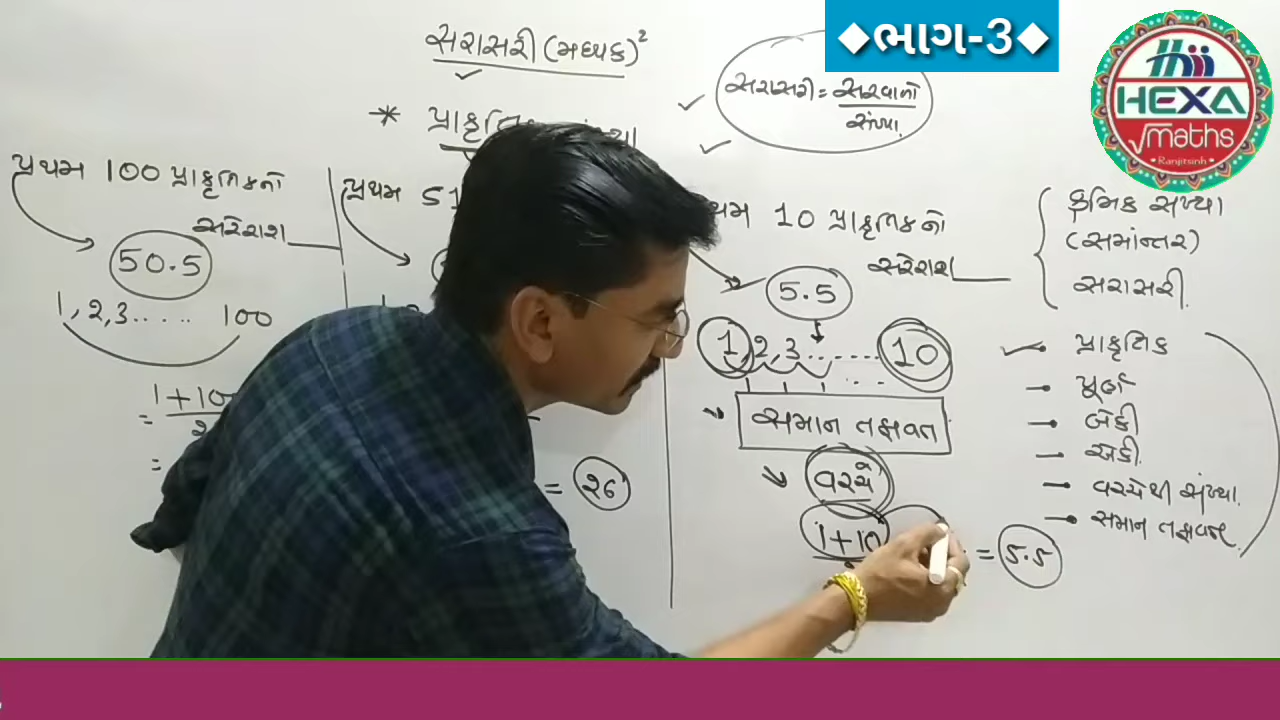 ◆ભાગ-3◆
HEXA
√maths
Ranjitsinh
સરાસરી (મધ્યક) 2
સરાસરી = સરવાળો
સંખ્યા
* પ્રાકૃતિક
પ્રથમ 100 પ્રાકૃતિકનો
સરેરાશ
50.5
1, 2, 3..... 100
= 1+10
2
=
પ્રથમ 51
= 26
10 પ્રાકૃતિકનો
સરેરાશ
5.5
1, 2, 3 ....... 10
સમાન તફાવત
વચ્ચે
1+10
= 5.5
ક્રમિક સંખ્યા
(સમાંન્તર)
સરાસરી
પ્રાકૃતિક
પૂર્ણ
બેકી
એકી
વચ્ચેથી સંખ્યા
સમાન તફાવત